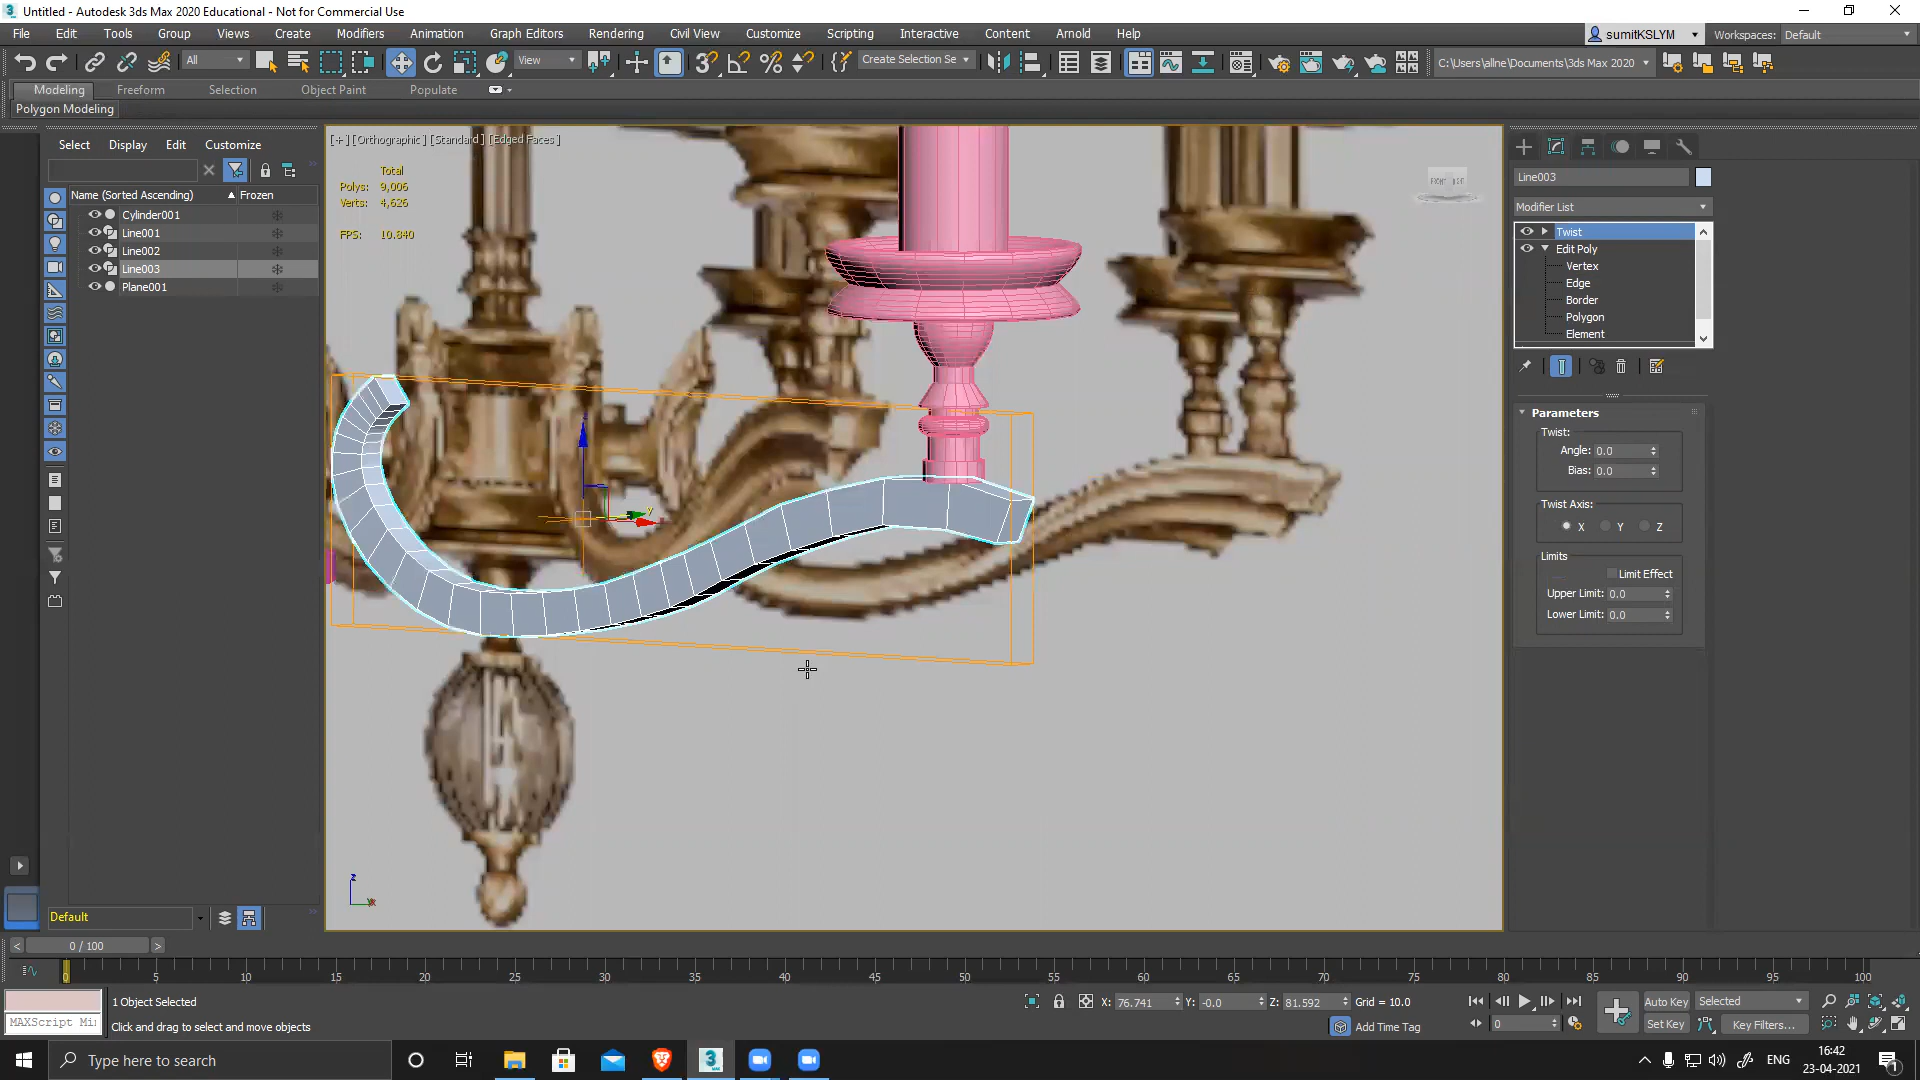 Untitled - Autodesk 3ds Max 2020 Educational - Not for Commercial Use
File Edit Tools Group Views Create Modifiers Animation Graph Editors Rendering Civil View Customize Scripting Interactive Content Arnold Help
sumitKSLYM Workspaces: Default
All View Create Selection Se C:\Users\allne\Documents\3ds Max 2020
Modeling Freeform Selection Object Paint Populate
Polygon Modeling
Select Display Edit Customize
Name (Sorted Ascending) Frozen
Cylinder001
Line001
Line002
Line003
Plane001
[+] [Orthographic] [Standard] [Edged Faces]
Total
Polys: 9,006
Verts: 4,626
FPS: 10.840
Line003
Modifier List
Twist
Edit Poly
Vertex
Edge
Border
Polygon
Element
Parameters
Twist:
Angle: 0.0
Bias: 0.0
Twist Axis:
X Y Z
Limits
Limit Effect
Upper Limit: 0.0
Lower Limit: 0.0
Default
0 / 100
0 5 10 15 20 25 30 35 40 45 50 55 60 65 70 75 80 85 90 95 100
1 Object Selected
X: 76.741 Y: -0.0 Z: 81.592 Grid = 10.0
Auto Key Selected
MAXScript Mi
Click and drag to select and move objects
Add Time Tag
0
Set Key Key Filters...
Type here to search
ENG
16:42
23-04-2021